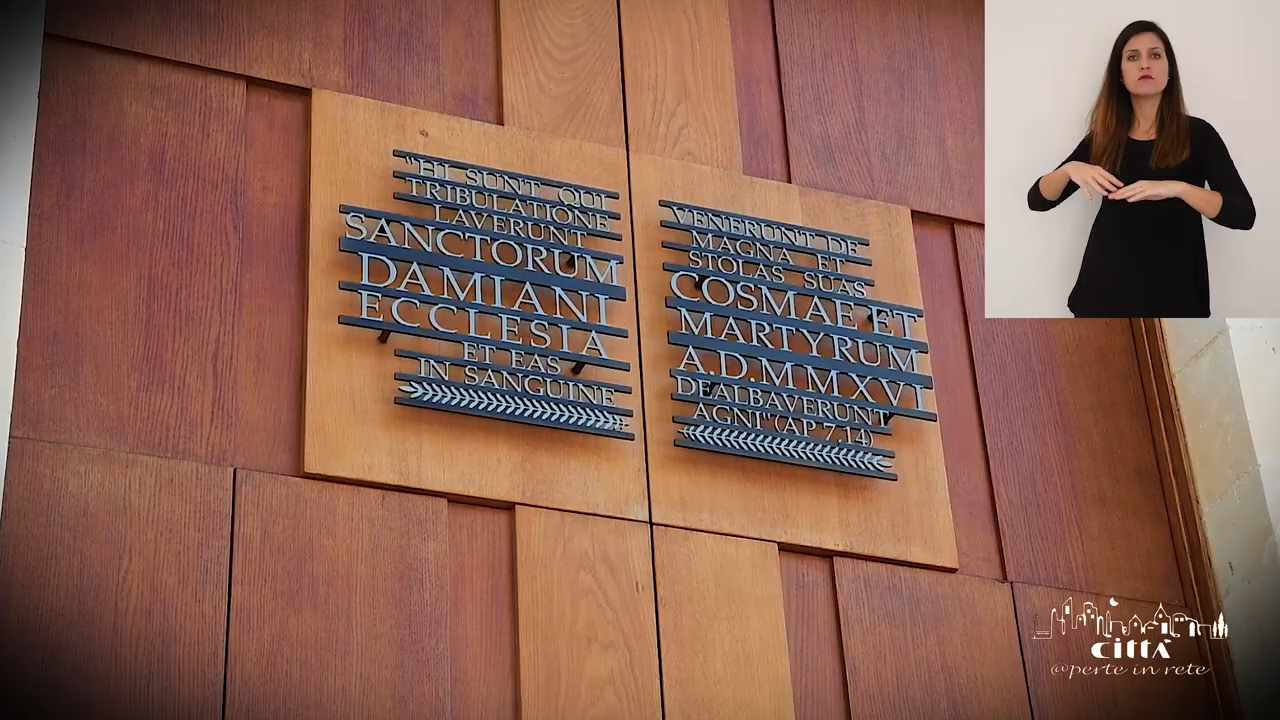 "HI SUNT QUI VENERUNT DE
TRIBULATIONE MAGNA ET
LAVERUNT STOLAS SUAS
SANCTORUM COSMAE ET
DAMIANI MARTYRUM
ECCLESIA A.D.MMXVI
ET EAS DEALBAVERUNT
IN SANGUINE AGNI" (AP 7,14)
CITTÀ
@perte in rete